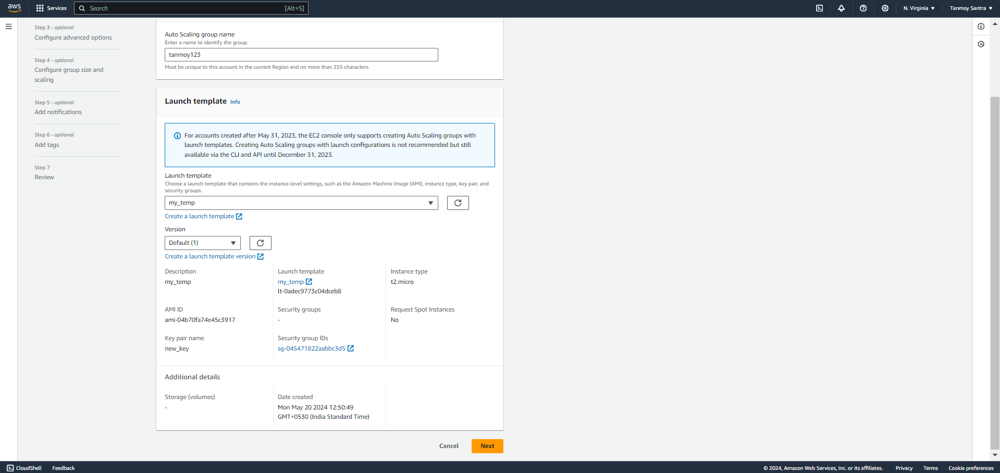 aws
Services
Search
[Alt+S]
N. Virginia
Tanmoy Santra
Step 3 - optional
Configure advanced options
Step 4 - optional
Configure group size and
scaling
Step 5 - optional
Add notifications
Step 6 - optional
Add tags
Step 7
Review
Auto Scaling group name
Enter a name to identify the group.
tanmoy123
Must be unique to this account in the current Region and no more than 255 characters.
Launch template Info
For accounts created after May 31, 2023, the EC2 console only supports creating Auto Scaling groups with
launch templates. Creating Auto Scaling groups with launch configurations is not recommended but still
available via the CLI and API until December 31, 2023.
Launch template
Choose a launch template that contains the instance-level settings, such as the Amazon Machine Image (AMI), instance type, key pair, and
security groups.
my_temp
Create a launch template
Version
Default (1)
Create a launch template version
Description
my_temp
Launch template
my_temp
lt-0adec9773c04dceb8
Instance type
t2.micro
AMI ID
ami-04b70fa74e45c3917
Security groups
-
Request Spot Instances
No
Key pair name
new_key
Security group IDs
sg-045471822aabbc3d5
Additional details
Storage (volumes)
-
Date created
Mon May 20 2024 12:50:49
GMT+0530 (India Standard Time)
Cancel
Next
CloudShell
Feedback
© 2024, Amazon Web Services, Inc. or its affiliates.
Privacy
Terms
Cookie preferences